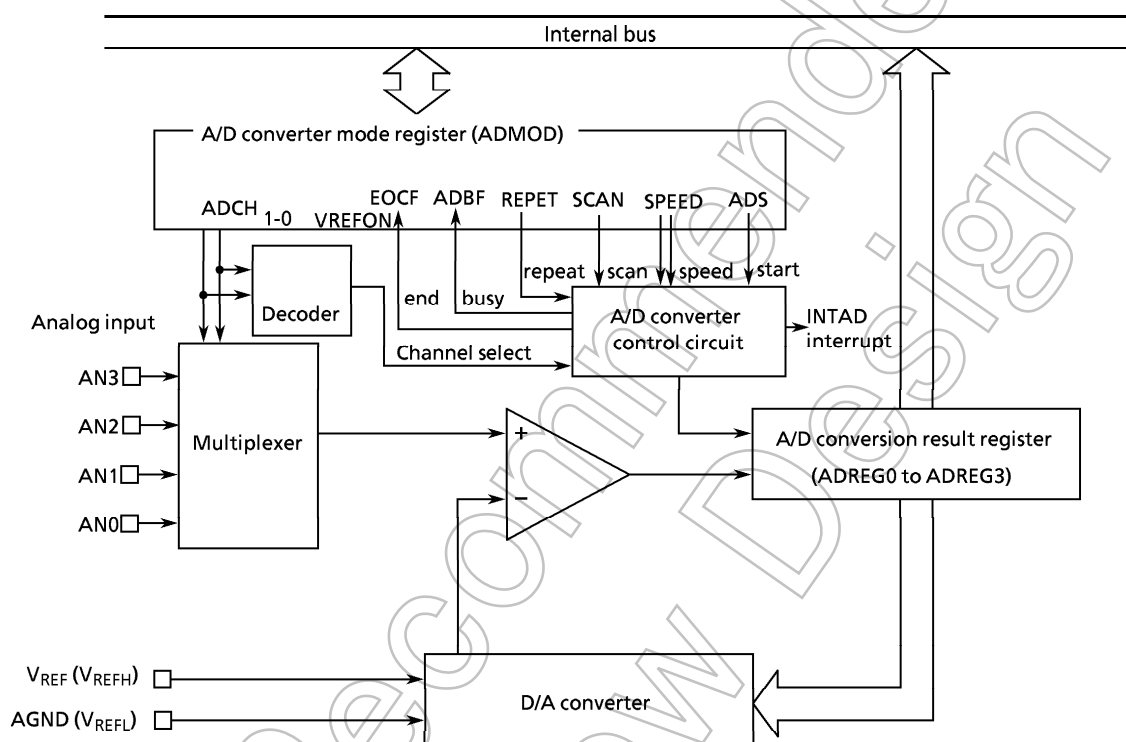 Internal bus
A/D converter mode register (ADMOD)
ADCH 1-0 VREFON EOCF ADBF REPET SCAN SPEED ADS
repeat scan speed start
end busy
Decoder
Analog input
A/D converter
control circuit
INTAD
interrupt
Channel select
AN3
AN2
AN1
AN0
Multiplexer
+
−
A/D conversion result register
(ADREG0 to ADREG3)
VREF (VREFH)
AGND (VREFL)
D/A converter
ecommende
w Design